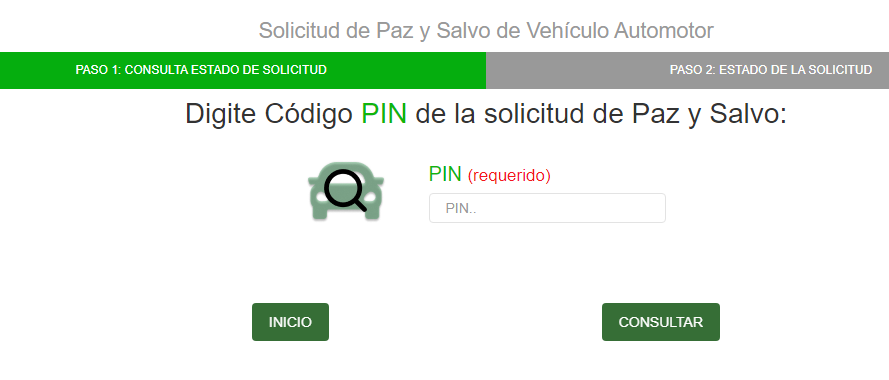 Solicitud de Paz y Salvo de Vehículo Automotor
PASO 1: CONSULTA ESTADO DE SOLICITUD
PASO 2: ESTADO DE LA SOLICITUD
Digite Código PIN de la solicitud de Paz y Salvo:
PIN (requerido)
PIN..
INICIO
CONSULTAR